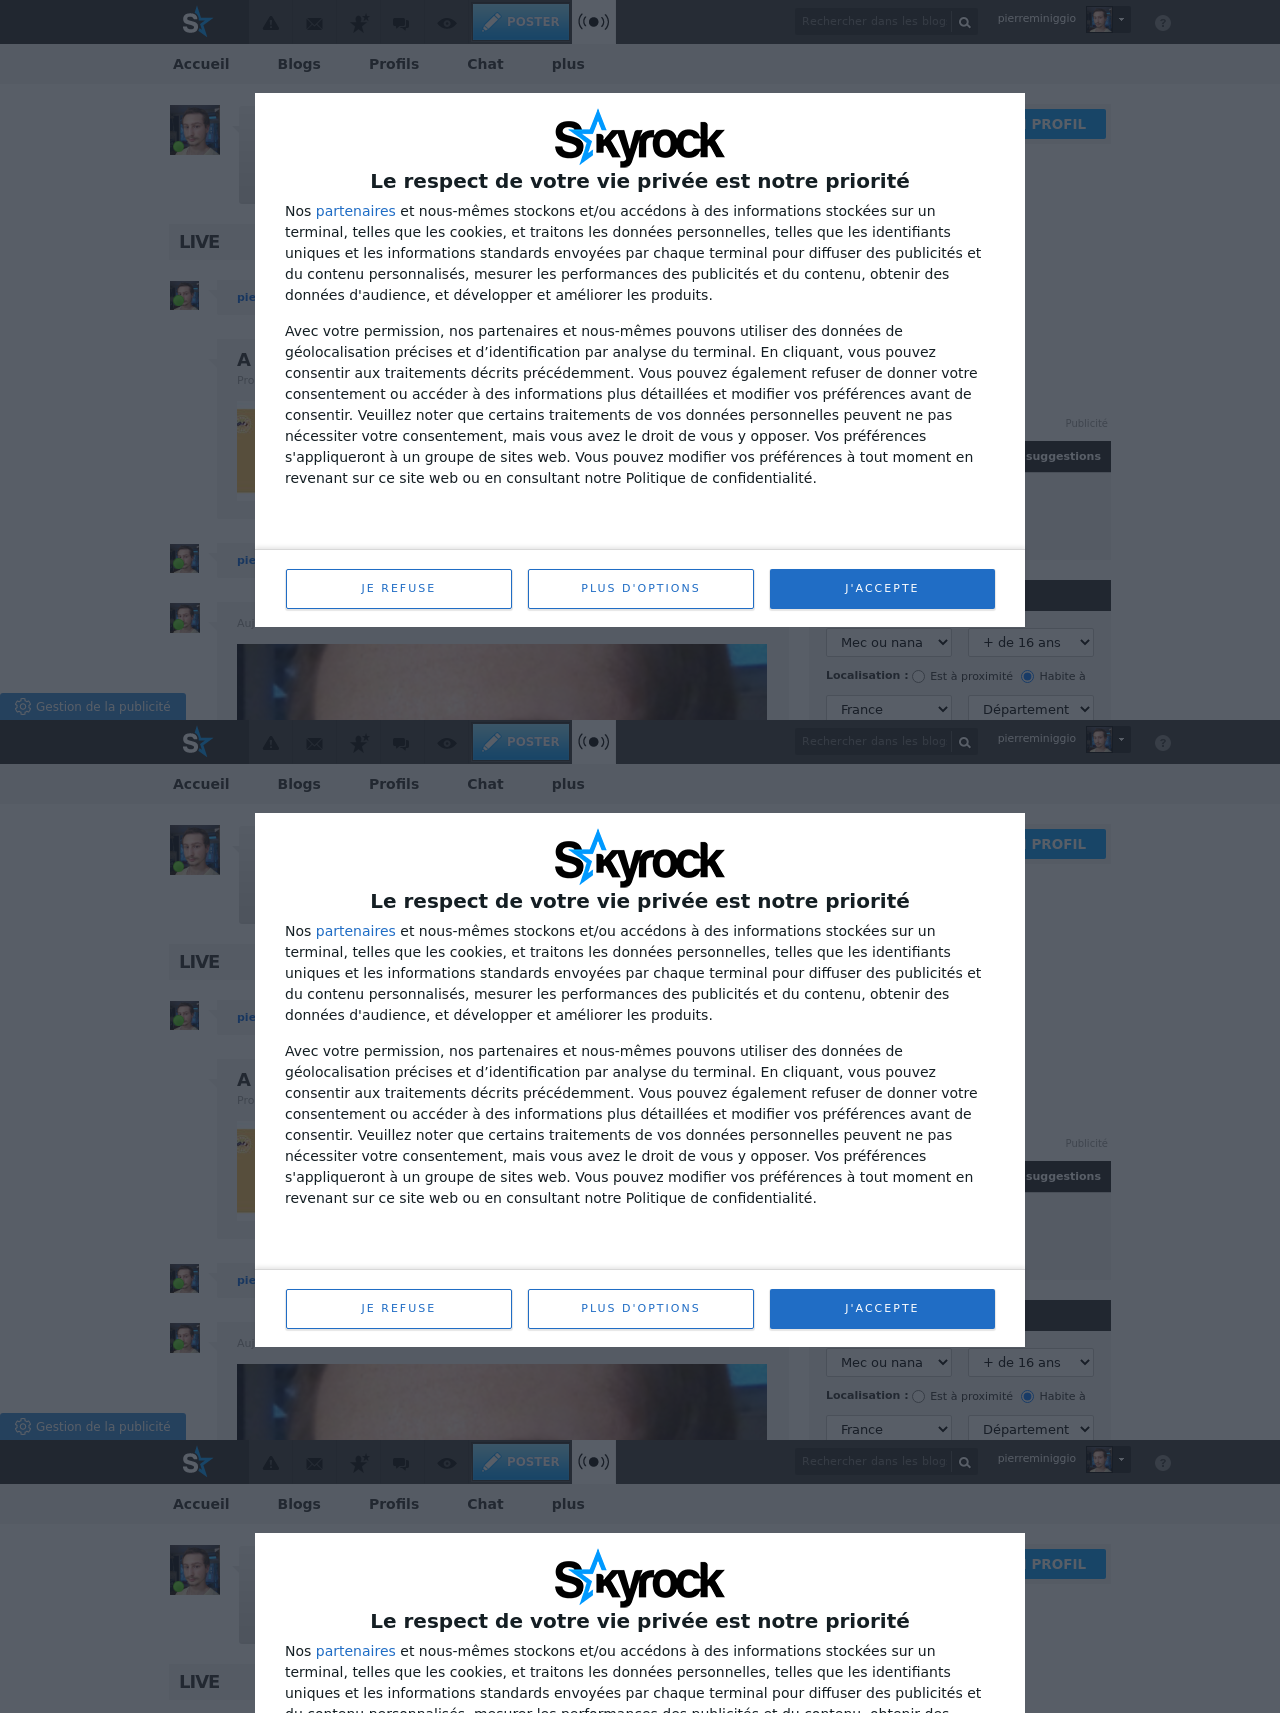 S
POSTER
Rechercher dans les blog
pierreminiggio
?
Accueil
Blogs
Profils
Chat
plus
PROFIL
Skyrock
Le respect de votre vie privée est notre priorité
Nos partenaires et nous-mêmes stockons et/ou accédons à des informations stockées sur un
terminal, telles que les cookies, et traitons les données personnelles, telles que les identifiants
uniques et les informations standards envoyées par chaque terminal pour diffuser des publicités et
du contenu personnalisés, mesurer les performances des publicités et du contenu, obtenir des
données d'audience, et développer et améliorer les produits.
Avec votre permission, nos partenaires et nous-mêmes pouvons utiliser des données de
géolocalisation précises et d’identification par analyse du terminal. En cliquant, vous pouvez
consentir aux traitements décrits précédemment. Vous pouvez également refuser de donner votre
consentement ou accéder à des informations plus détaillées et modifier vos préférences avant de
consentir. Veuillez noter que certains traitements de vos données personnelles peuvent ne pas
nécessiter votre consentement, mais vous avez le droit de vous y opposer. Vos préférences
s'appliqueront à un groupe de sites web. Vous pouvez modifier vos préférences à tout moment en
revenant sur ce site web ou en consultant notre Politique de confidentialité.
JE REFUSE
PLUS D'OPTIONS
J'ACCEPTE
LIVE
pie
A
Pro
Publicité
suggestions
pie
Au
Mec ou nana
+ de 16 ans
Localisation : Est à proximité Habite à
France
Département
Gestion de la publicité
S
POSTER
Rechercher dans les blog
pierreminiggio
?
Accueil
Blogs
Profils
Chat
plus
PROFIL
Skyrock
Le respect de votre vie privée est notre priorité
Nos partenaires et nous-mêmes stockons et/ou accédons à des informations stockées sur un
terminal, telles que les cookies, et traitons les données personnelles, telles que les identifiants
uniques et les informations standards envoyées par chaque terminal pour diffuser des publicités et
du contenu personnalisés, mesurer les performances des publicités et du contenu, obtenir des
données d'audience, et développer et améliorer les produits.
Avec votre permission, nos partenaires et nous-mêmes pouvons utiliser des données de
géolocalisation précises et d’identification par analyse du terminal. En cliquant, vous pouvez
consentir aux traitements décrits précédemment. Vous pouvez également refuser de donner votre
consentement ou accéder à des informations plus détaillées et modifier vos préférences avant de
consentir. Veuillez noter que certains traitements de vos données personnelles peuvent ne pas
nécessiter votre consentement, mais vous avez le droit de vous y opposer. Vos préférences
s'appliqueront à un groupe de sites web. Vous pouvez modifier vos préférences à tout moment en
revenant sur ce site web ou en consultant notre Politique de confidentialité.
JE REFUSE
PLUS D'OPTIONS
J'ACCEPTE
LIVE
pie
A
Pro
Publicité
suggestions
pie
Au
Mec ou nana
+ de 16 ans
Localisation : Est à proximité Habite à
France
Département
Gestion de la publicité
S
POSTER
Rechercher dans les blog
pierreminiggio
?
Accueil
Blogs
Profils
Chat
plus
PROFIL
Skyrock
Le respect de votre vie privée est notre priorité
Nos partenaires et nous-mêmes stockons et/ou accédons à des informations stockées sur un
terminal, telles que les cookies, et traitons les données personnelles, telles que les identifiants
uniques et les informations standards envoyées par chaque terminal pour diffuser des publicités et
du contenu personnalisés, mesurer les performances des publicités et du contenu, obtenir des
LIVE